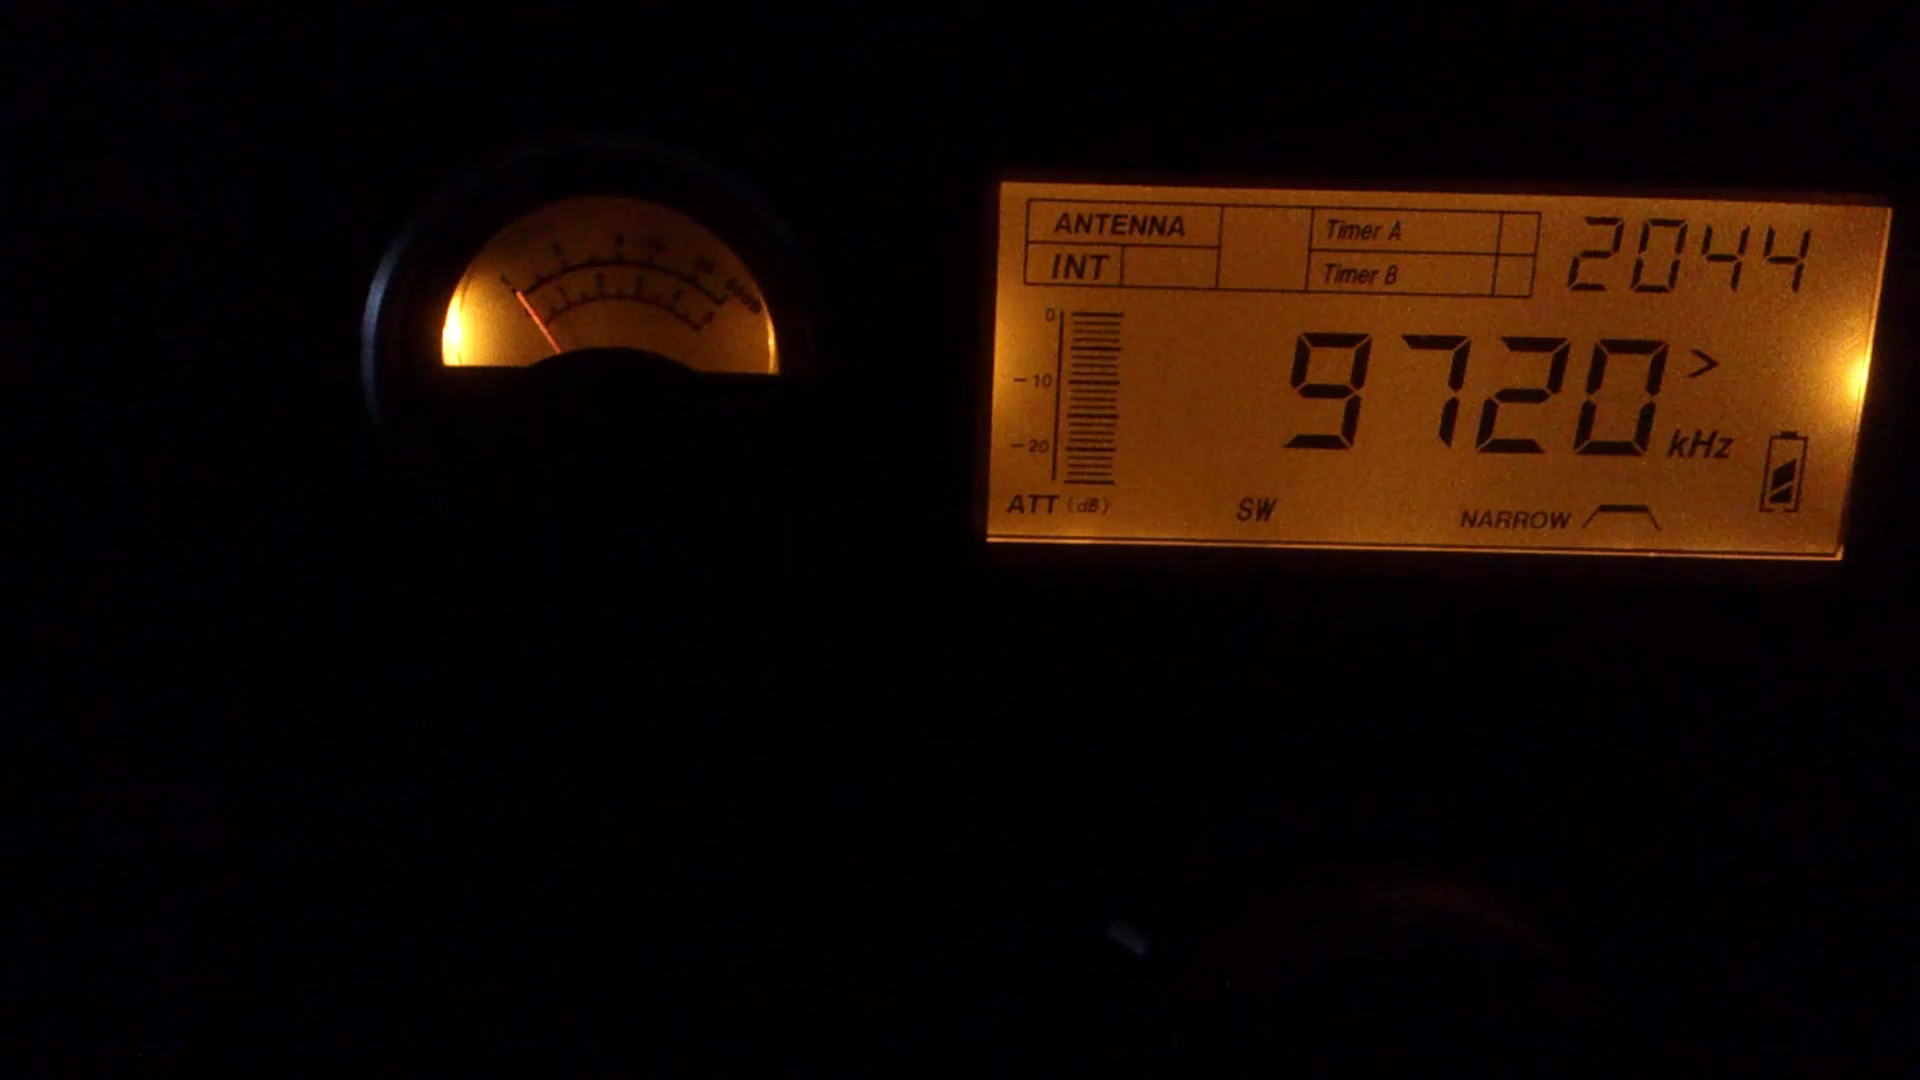 ANTENNA
INT
Timer A
Timer B
2044
0
-10
-20
ATT (dB)
9720 >
kHz
SW
NARROW